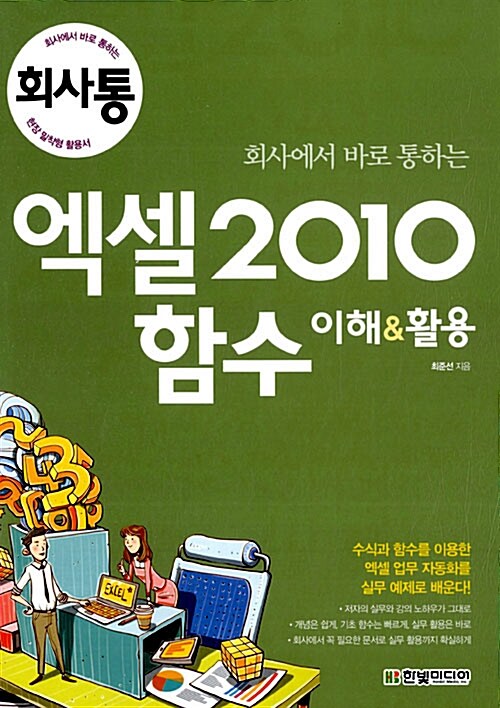 회사에서 바로 통하는
회사통
현장 밀착형 활용서
회사에서 바로 통하는
엑셀 2010
함수 이해&활용
최준선 지음
EXCEL
수식과 함수를 이용한
엑셀 업무 자동화를
실무 예제로 배운다!
• 저자의 실무와 강의 노하우가 그대로
• 개념은 쉽게, 기초 함수는 빠르게, 실무 활용은 바로
• 회사에서 꼭 필요한 문서로 실무 활용까지 확실하게
HB 한빛미디어